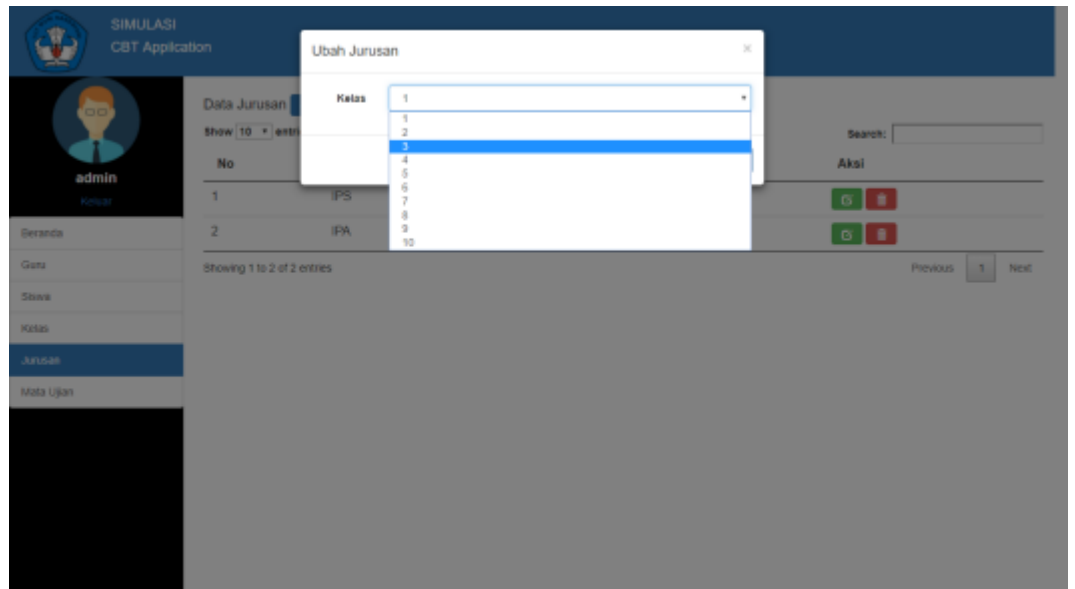 SIMULASI
CBT Application
Ubah Jurusan ×
Kelas 1
1
2
3
4
5
6
7
8
9
10
admin
Keluar
Beranda
Guru
Siswa
Kelas
Jurusan
Mata Ujian
Data Jurusan
Show 10 entri
Search:
No Aksi
1 IPS
2 IPA
Showing 1 to 2 of 2 entries
Previous 1 Next